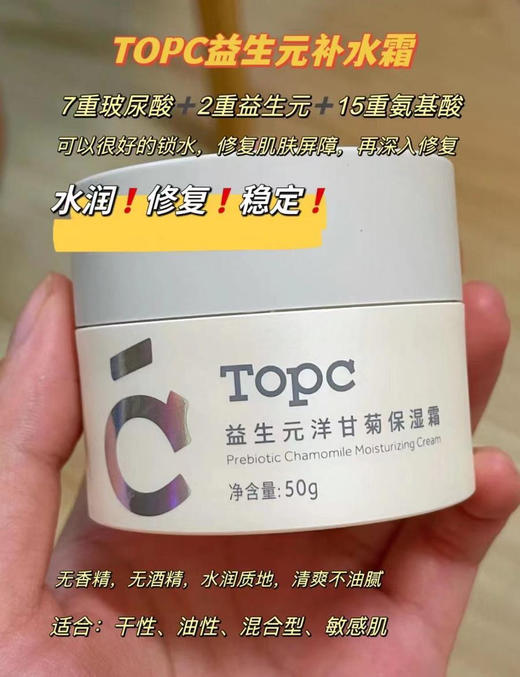 TOPC益生元补水霜
7重玻尿酸➕2重益生元➕15重氨基酸
可以很好的锁水，修复肌肤屏障，再深入修复
水润❗修复❗稳定❗
Topc
益生元洋甘菊保湿霜
Prebiotic Chamomile Moisturizing Cream
净含量:50g
无香精，无酒精，水润质地，清爽不油腻
适合：干性、油性、混合型、敏感肌